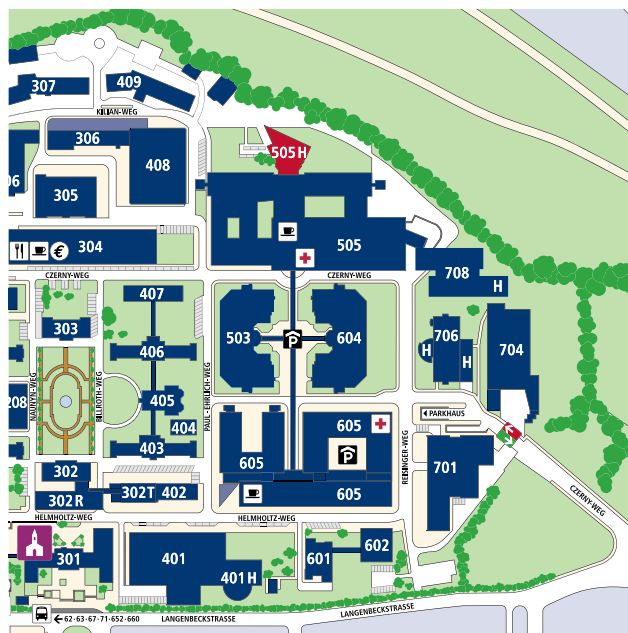 307
409
KILIAN-WEG
306
408
505 H
06
305
304
€
505
CZERNY-WEG
CZERNY-WEG
708
H
407
303
503
604
706
H
H
704
406
NAUNYN-WEG
BILLROTH-WEG
PAUL-EHRLICH-WEG
208
405
404
403
PARKHAUS
605
605
605
P
P
REISINGER-WEG
701
302
302 R
302T
402
CZERNY-WEG
HELMHOLTZ-WEG
HELMHOLTZ-WEG
301
401
401 H
601
602
62·63·67·71·652·660
LANGENBECKSTRASSE
LANGENBECKSTRASSE